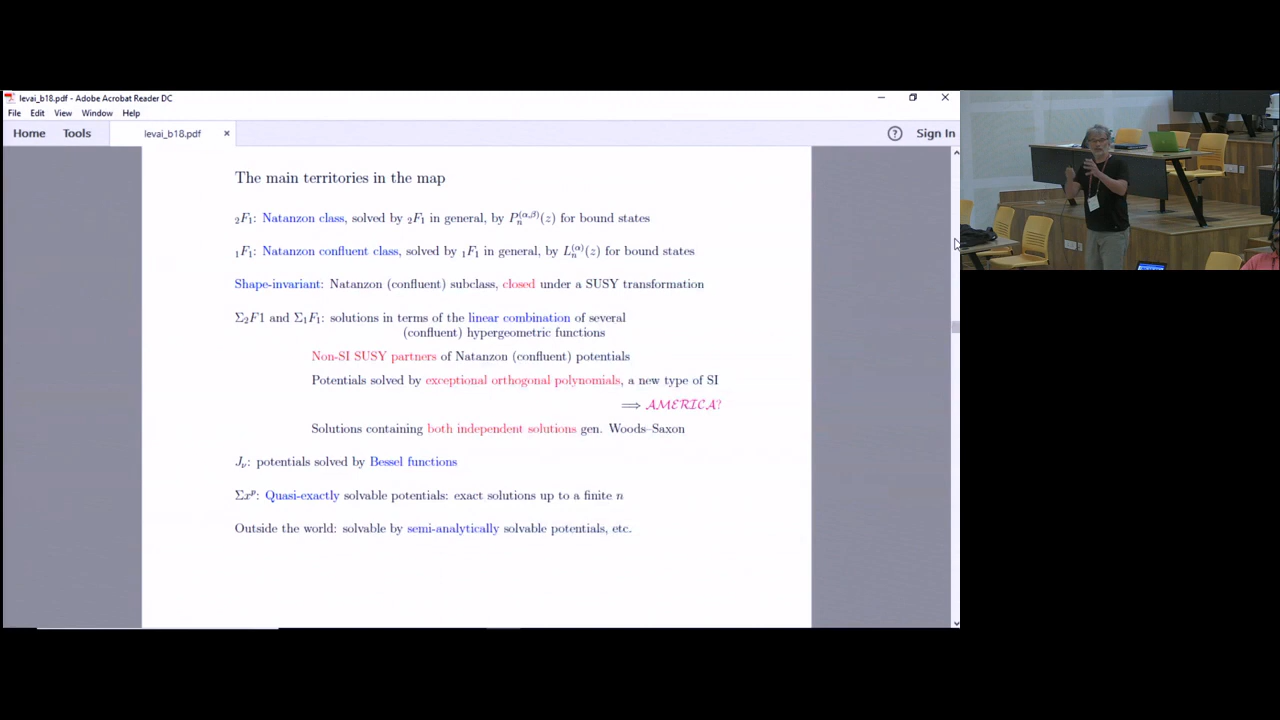 levai_b18.pdf - Adobe Acrobat Reader DC
File Edit View Window Help
Home Tools levai_b18.pdf × ? Sign In
The main territories in the map
₂F₁: Natanzon class, solved by ₂F₁ in general, by Pₙ^(α,β)(z) for bound states
₁F₁: Natanzon confluent class, solved by ₁F₁ in general, by Lₙ^(α)(z) for bound states
Shape-invariant: Natanzon (confluent) subclass, closed under a SUSY transformation
Σ₂F1 and Σ₁F₁: solutions in terms of the linear combination of several
(confluent) hypergeometric functions
Non-SI SUSY partners of Natanzon (confluent) potentials
Potentials solved by exceptional orthogonal polynomials, a new type of SI
⟹ AMERICA?
Solutions containing both independent solutions gen. Woods–Saxon
Jᵥ: potentials solved by Bessel functions
Σxᵖ: Quasi-exactly solvable potentials: exact solutions up to a finite n
Outside the world: solvable by semi-analytically solvable potentials, etc.